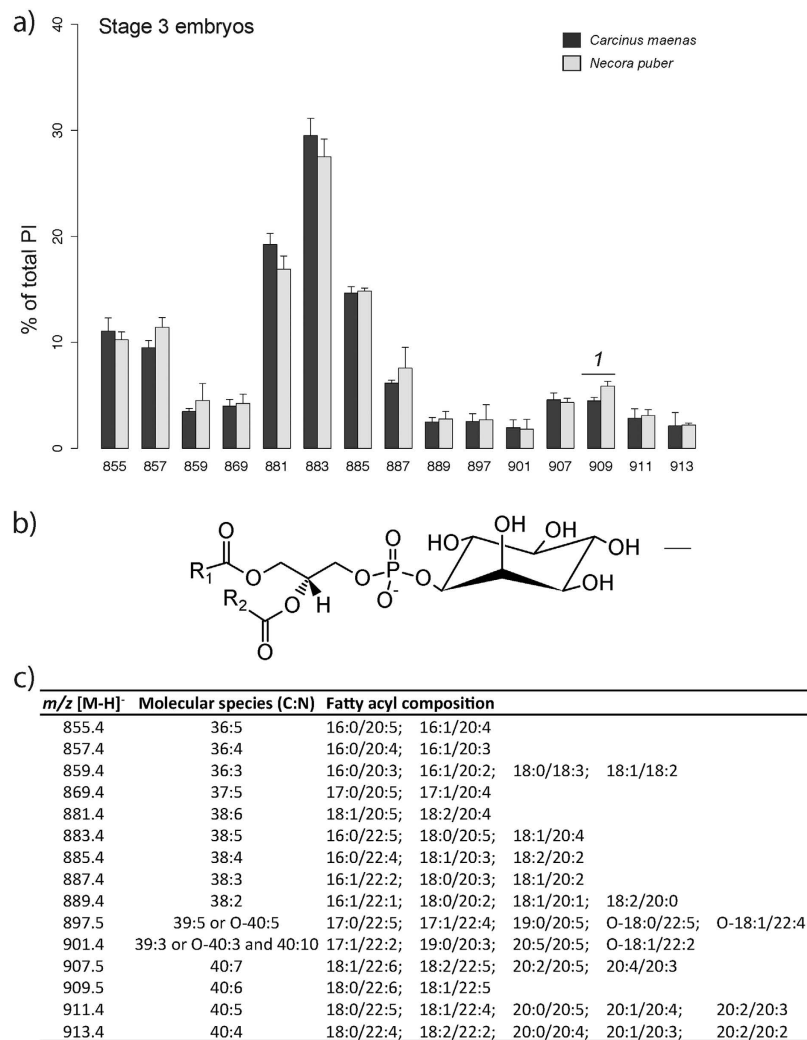 a) Stage 3 embryos
Carcinus maenas
Necora puber
% of total PI
40
30
20
10
0
855 857 859 869 881 883 885 887 889 897 901 907 909 911 913
1
b)
R1 O O R2 O O H O P O O- O HO OH OH OH OH
c)
m/z [M-H]- Molecular species (C:N) Fatty acyl composition
855.4 36:5 16:0/20:5; 16:1/20:4
857.4 36:4 16:0/20:4; 16:1/20:3
859.4 36:3 16:0/20:3; 16:1/20:2; 18:0/18:3; 18:1/18:2
869.4 37:5 17:0/20:5; 17:1/20:4
881.4 38:6 18:1/20:5; 18:2/20:4
883.4 38:5 16:0/22:5; 18:0/20:5; 18:1/20:4
885.4 38:4 16:0/22:4; 18:1/20:3; 18:2/20:2
887.4 38:3 16:1/22:2; 18:0/20:3; 18:1/20:2
889.4 38:2 16:1/22:1; 18:0/20:2; 18:1/20:1; 18:2/20:0
897.5 39:5 or O-40:5 17:0/22:5; 17:1/22:4; 19:0/20:5; O-18:0/22:5; O-18:1/22:4
901.4 39:3 or O-40:3 and 40:10 17:1/22:2; 19:0/20:3; 20:5/20:5; O-18:1/22:2
907.5 40:7 18:1/22:6; 18:2/22:5; 20:2/20:5; 20:4/20:3
909.5 40:6 18:0/22:6; 18:1/22:5
911.4 40:5 18:0/22:5; 18:1/22:4; 20:0/20:5; 20:1/20:4; 20:2/20:3
913.4 40:4 18:0/22:4; 18:2/22:2; 20:0/20:4; 20:1/20:3; 20:2/20:2